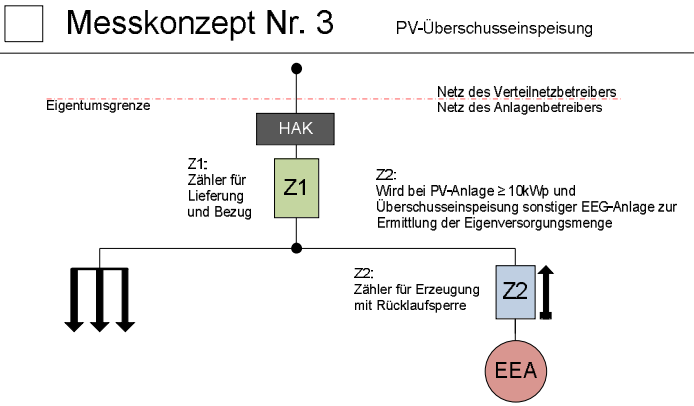 Messkonzept Nr. 3
PV-Überschusseinspeisung
Eigentumsgrenze
Netz des Verteilnetzbetreibers
Netz des Anlagenbetreibers
HAK
Z1:
Zähler für
Lieferung
und Bezug
Z1
Z2:
Wird bei PV-Anlage ≥ 10kWp und
Überschusseinspeisung sonstiger EEG-Anlage zur
Ermittlung der Eigenversorgungsmenge
Z2:
Zähler für Erzeugung
mit Rücklaufsperre
Z2
EEA